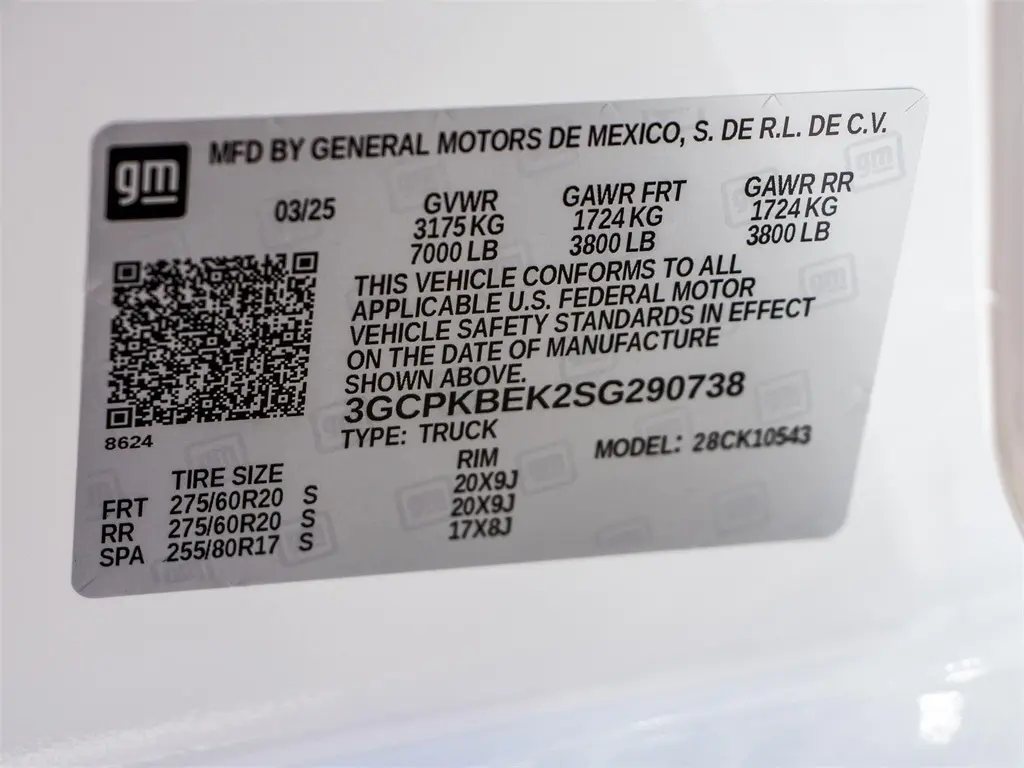 gm
MFD BY GENERAL MOTORS DE MEXICO, S. DE R.L. DE C.V.
03/25 GVWR GAWR FRT GAWR RR
3175 KG 1724 KG 1724 KG
7000 LB 3800 LB 3800 LB
THIS VEHICLE CONFORMS TO ALL
APPLICABLE U.S. FEDERAL MOTOR
VEHICLE SAFETY STANDARDS IN EFFECT
ON THE DATE OF MANUFACTURE
SHOWN ABOVE.
3GCPKBEK2SG290738
8624
TYPE: TRUCK MODEL: 28CK10543
TIRE SIZE RIM
FRT 275/60R20 S 20X9J
RR 275/60R20 S 20X9J
SPA 255/80R17 S 17X8J